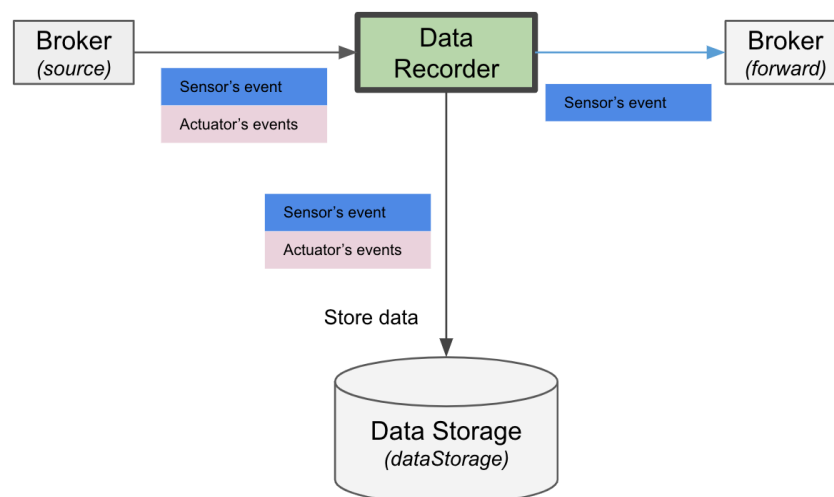 Broker
(source)
Data
Recorder
Broker
(forward)
Sensor's event
Actuator's events
Sensor's event
Sensor's event
Actuator's events
Store data
Data Storage
(dataStorage)